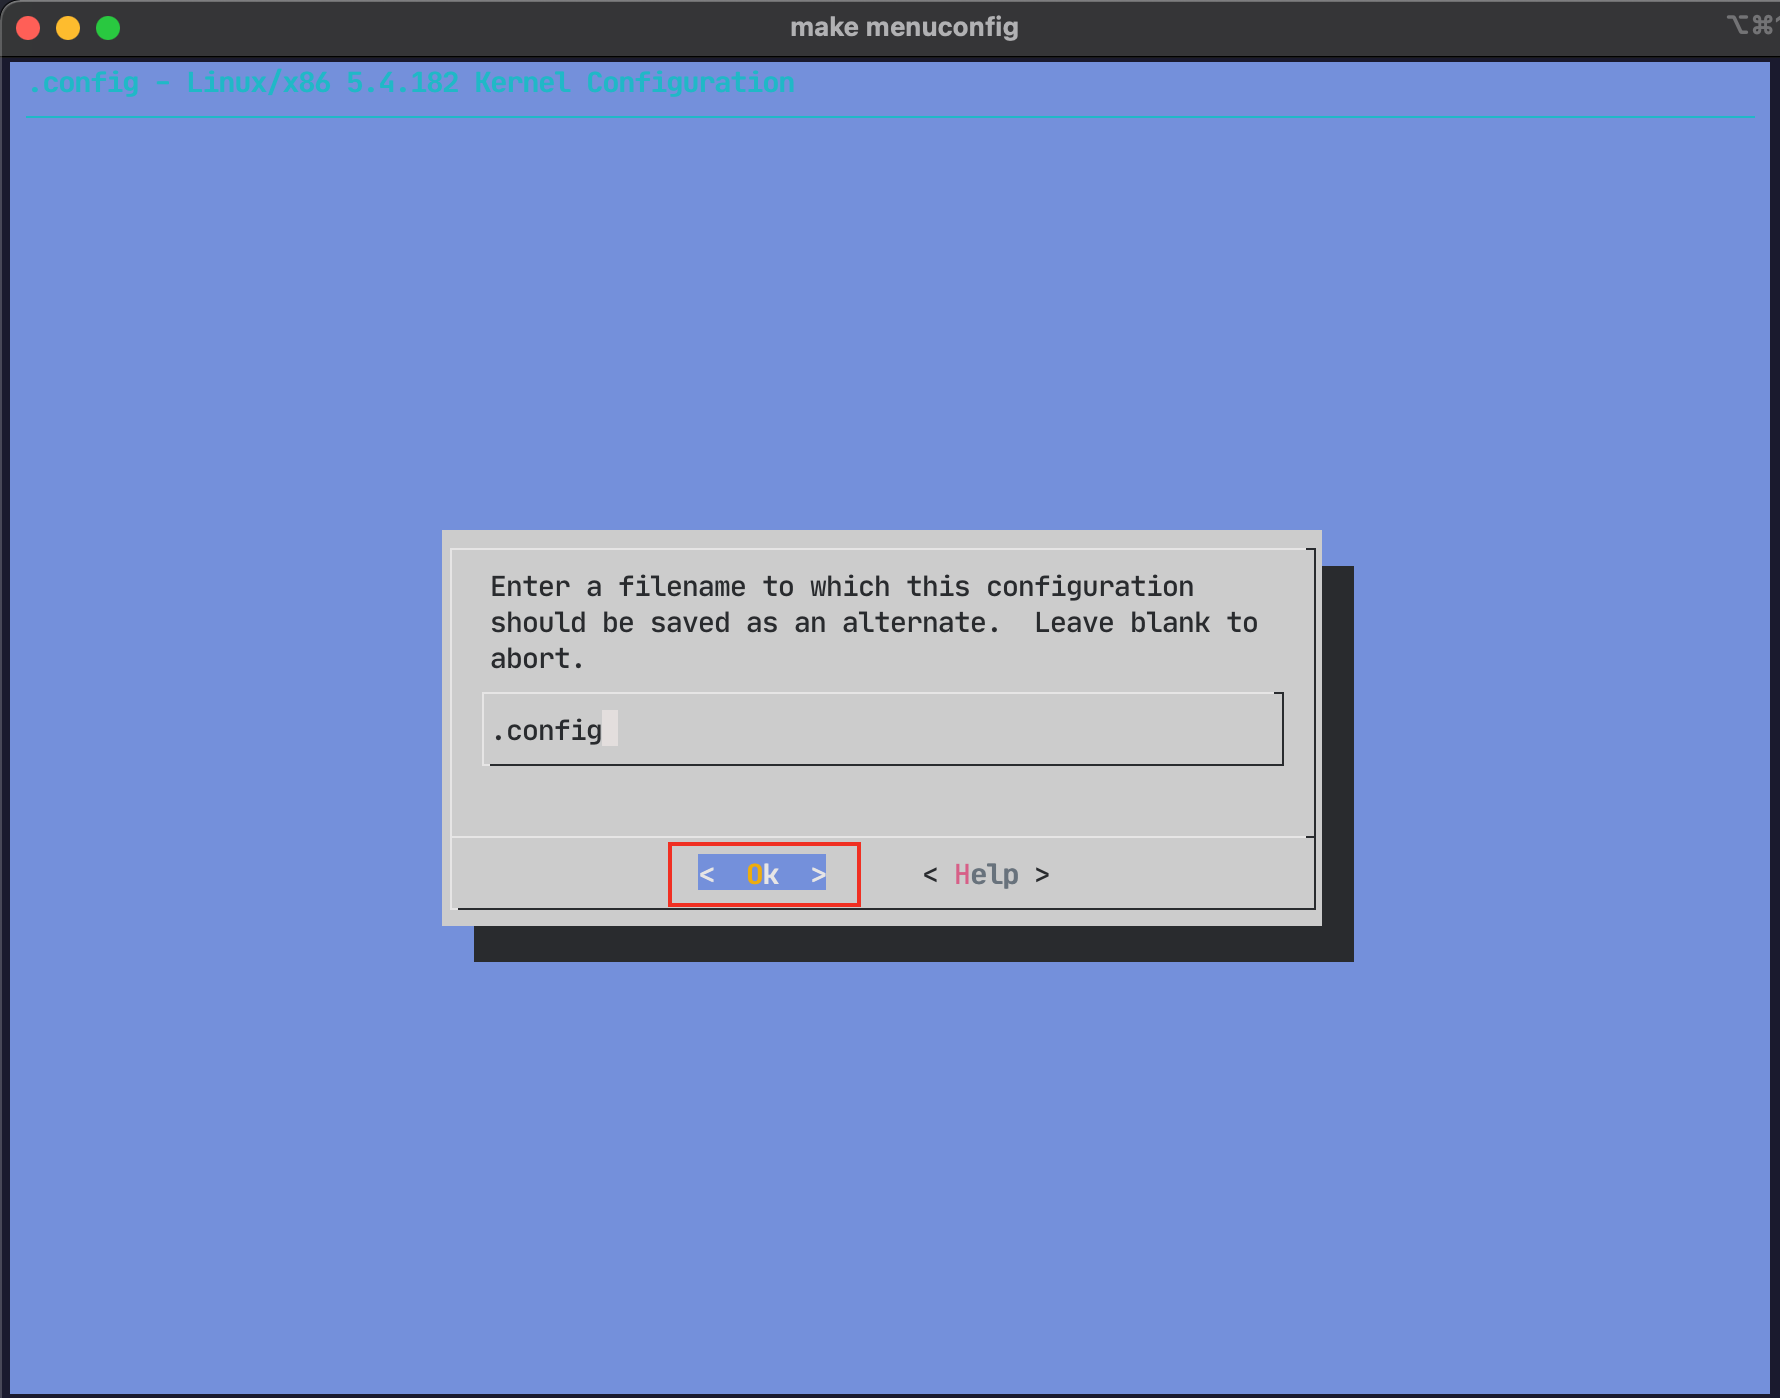 make menuconfig
⌥⌘
.config - Linux/x86 5.4.182 Kernel Configuration
Enter a filename to which this configuration
should be saved as an alternate.  Leave blank to
abort.
.config
<  Ok  > < Help >